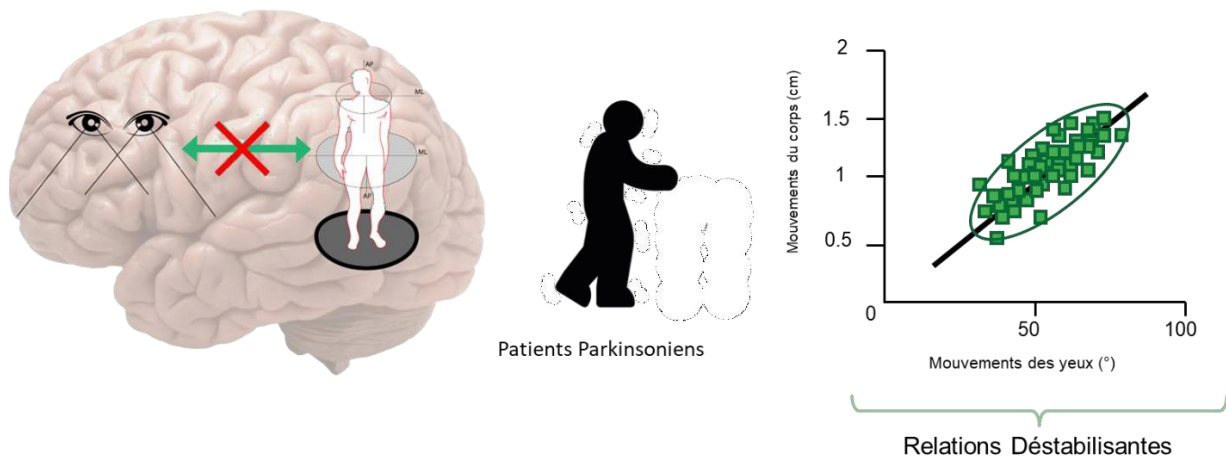 AP
ML
ML
AP
Patients Parkinsoniens
Mouvements du corps (cm)
2
1.5
1
0.5
0
50
100
Mouvements des yeux (°)
Relations Déstabilisantes